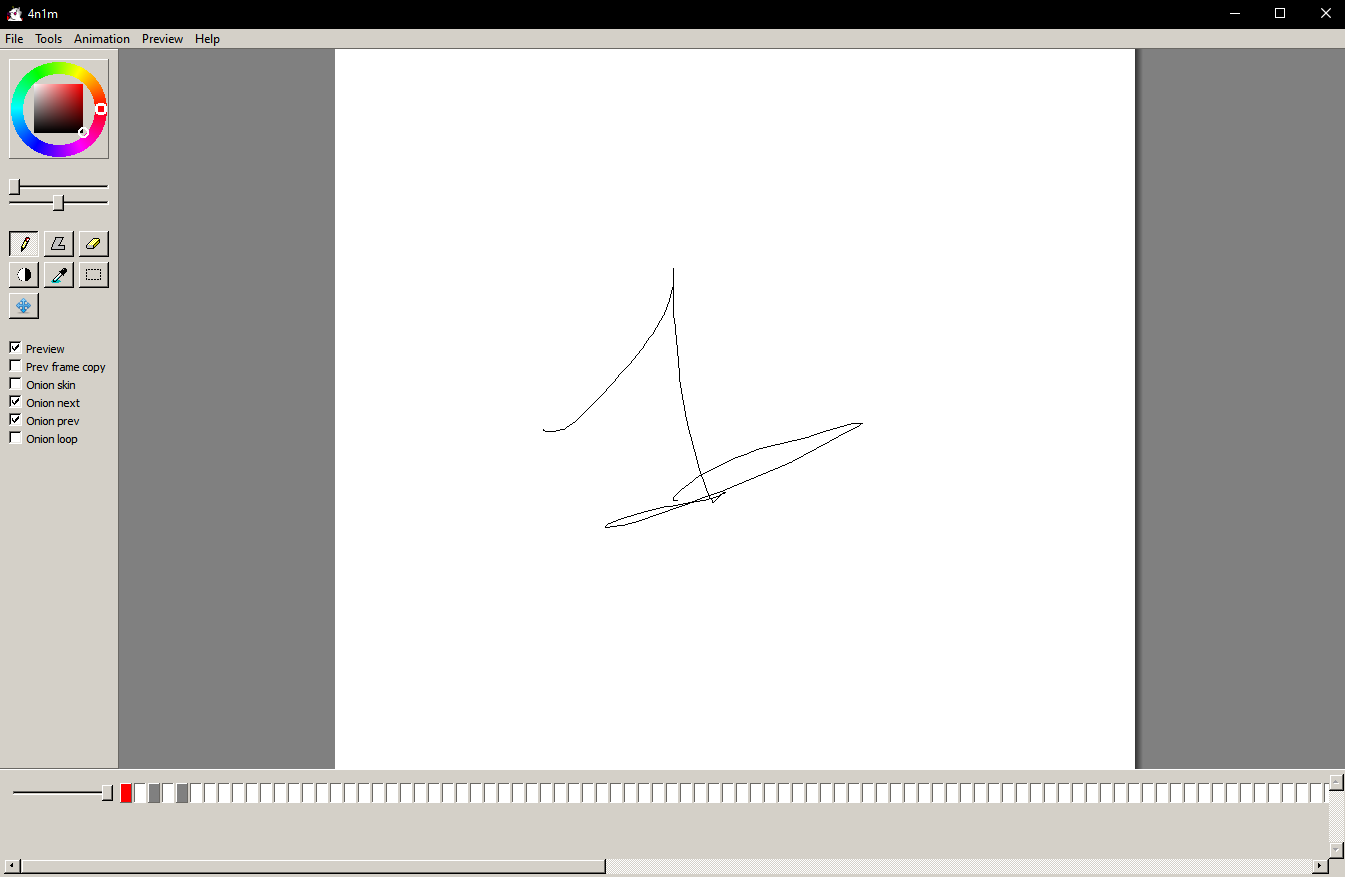 4n1m
File Tools Animation Preview Help
Preview
Prev frame copy
Onion skin
Onion next
Onion prev
Onion loop